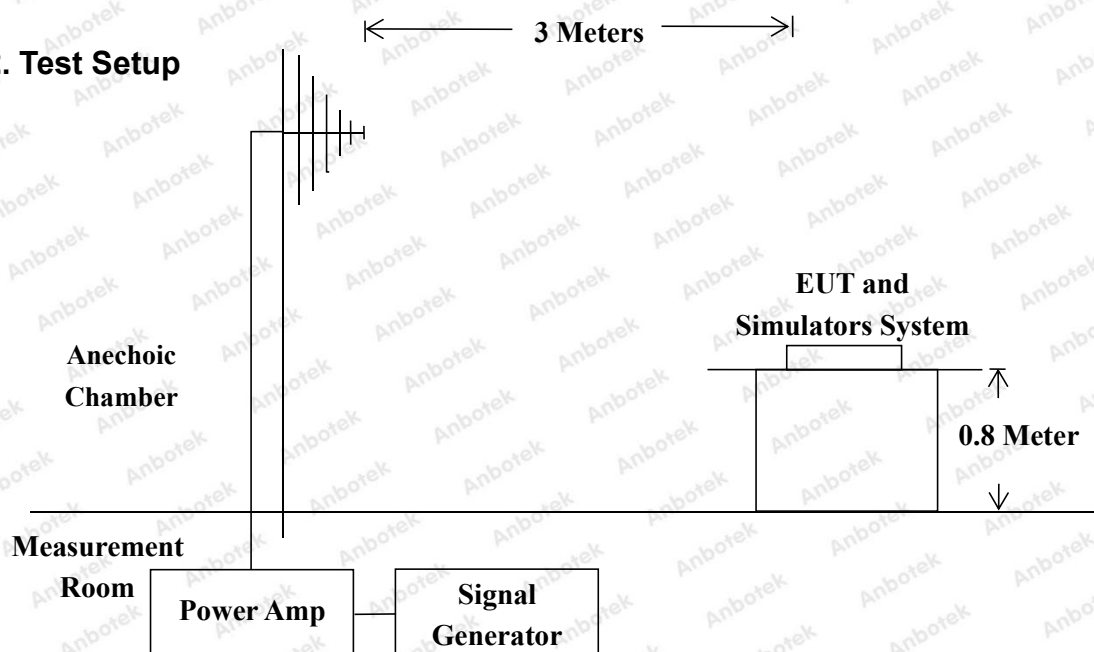 3 Meters
. Test Setup
EUT and
Simulators System
Anechoic
Chamber
0.8 Meter
Measurement
Room
Power Amp
Signal
Generator
Anbotek